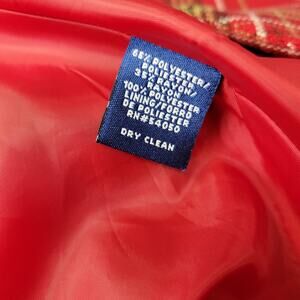 65% POLYESTER/
POLIESTER
35% RAYON/
RAYON
100% POLYESTER
LINING/FORRO
DE POLIESTER
RN#54050
DRY CLEAN